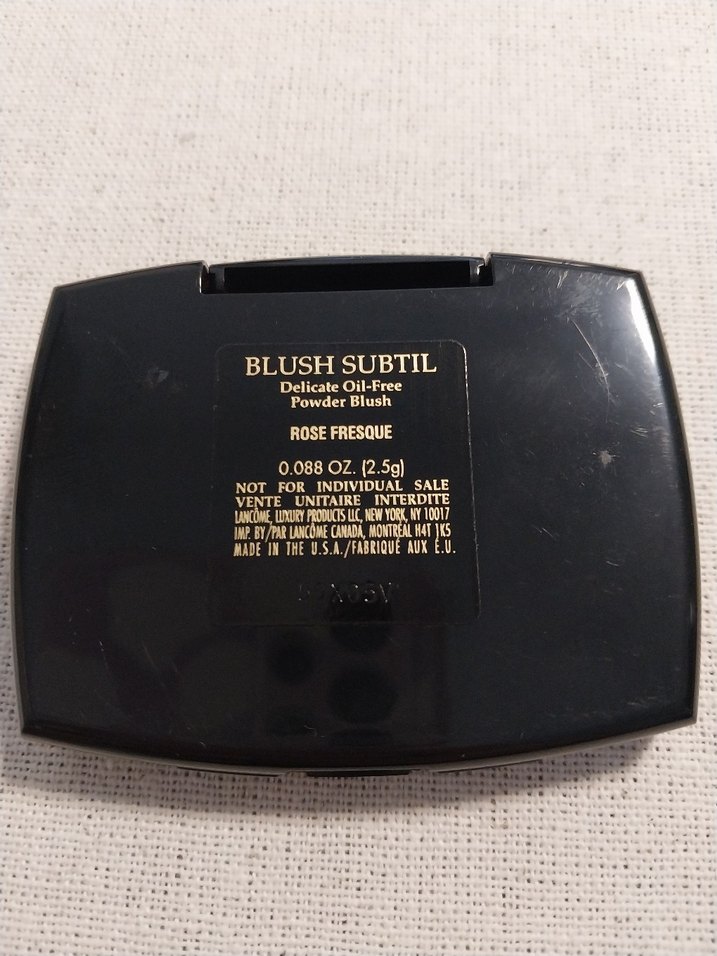 BLUSH SUBTIL
Delicate Oil-Free
Powder Blush
ROSE FRESQUE
0.088 OZ. (2.5g)
NOT FOR INDIVIDUAL SALE
VENTE UNITAIRE INTERDITE
LANCÔME, LUXURY PRODUCTS LLC, NEW YORK, NY 10017
IMP. BY/PAR LANCÔME CANADA, MONTRÉAL H4T 1K5
MADE IN THE U.S.A./FABRIQUÉ AUX É.U.